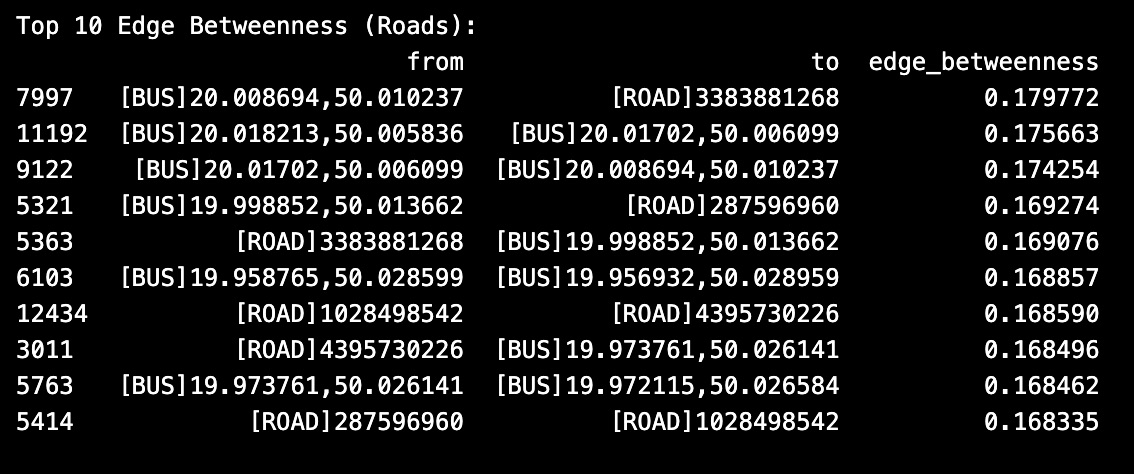 Top 10 Edge Betweenness (Roads):
from to edge_betweenness
7997 [BUS]20.008694,50.010237 [ROAD]3383881268 0.179772
11192 [BUS]20.018213,50.005836 [BUS]20.01702,50.006099 0.175663
9122 [BUS]20.01702,50.006099 [BUS]20.008694,50.010237 0.174254
5321 [BUS]19.998852,50.013662 [ROAD]287596960 0.169274
5363 [ROAD]3383881268 [BUS]19.998852,50.013662 0.169076
6103 [BUS]19.958765,50.028599 [BUS]19.956932,50.028959 0.168857
12434 [ROAD]1028498542 [ROAD]4395730226 0.168590
3011 [ROAD]4395730226 [BUS]19.973761,50.026141 0.168496
5763 [BUS]19.973761,50.026141 [BUS]19.972115,50.026584 0.168462
5414 [ROAD]287596960 [ROAD]1028498542 0.168335